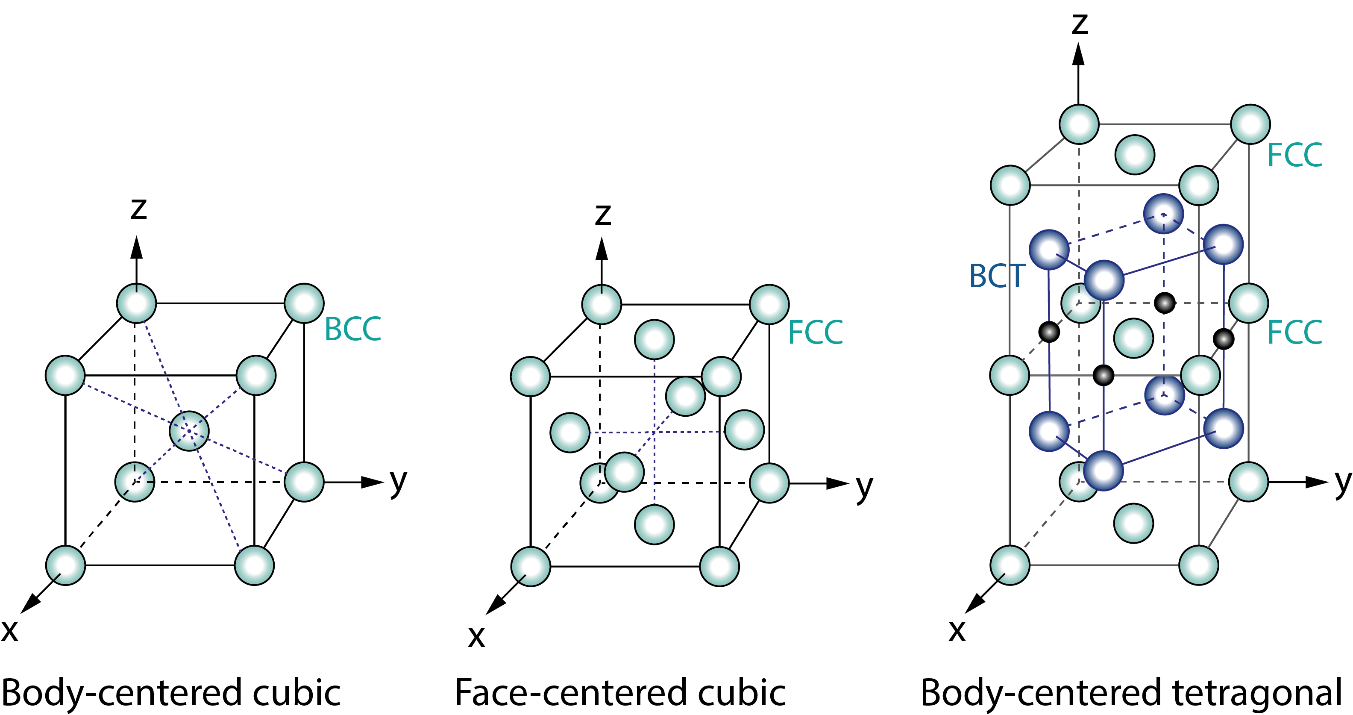 z
BCC
y
x
Body-centered cubic
z
FCC
y
x
Face-centered cubic
z
FCC
BCT
FCC
y
x
Body-centered tetragonal